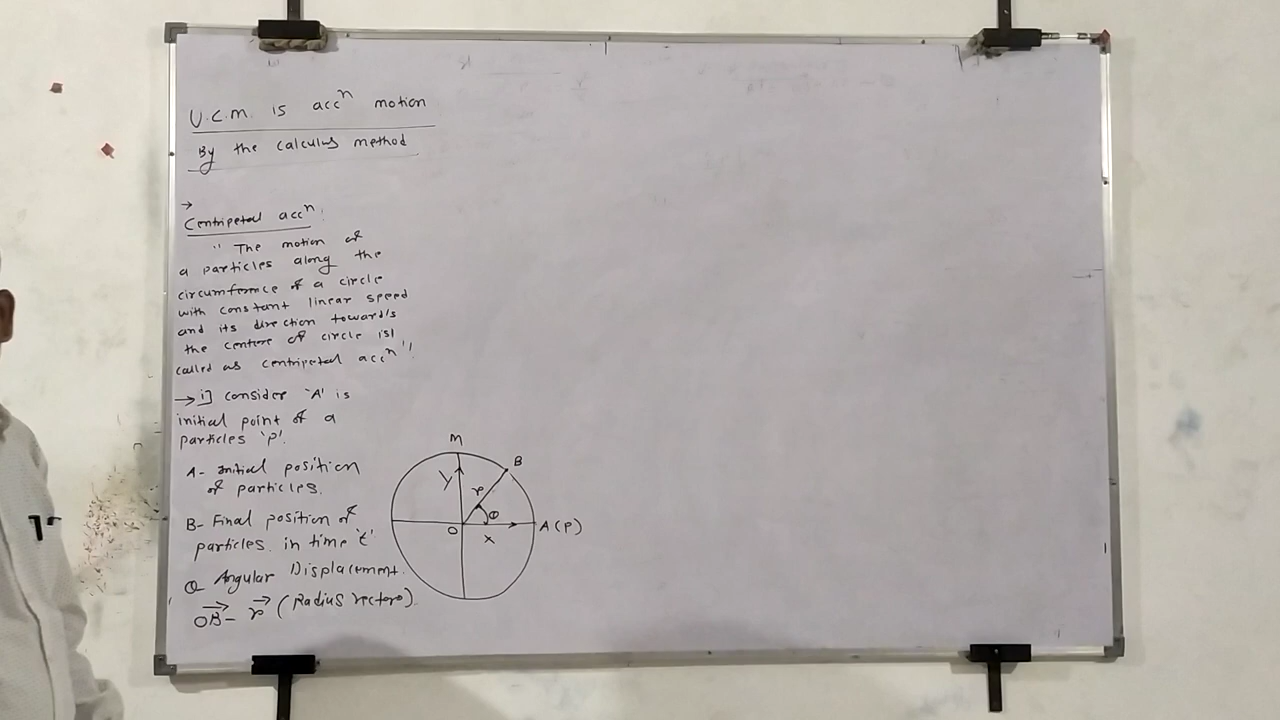 U.C.M. is accⁿ motion
By the calculus method
→
Centripetal accⁿ:
" The motion of
a particles along the
circumference of a circle
with constant linear speed
and its direction towards
the centere of circle is
called as centripetal accⁿ"
→ i] consider 'A' is
initial point of a
particles 'P'.
A- Initial position
of particles.
B- Final position of
particles in time 't'
θ Angular Displacement.
OB⃗ - r⃗ (Radius vectors).
M
B
Y
r
θ
O
x
A(P)